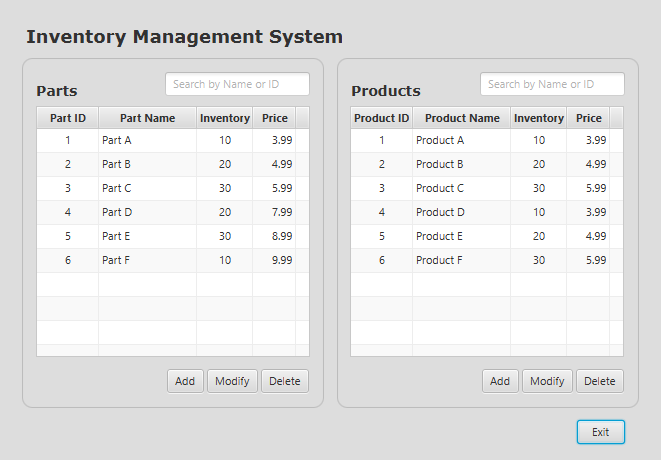 Inventory Management System
Parts
Search by Name or ID
Part ID Part Name Inventory Price
1 Part A 10 3.99
2 Part B 20 4.99
3 Part C 30 5.99
4 Part D 20 7.99
5 Part E 30 8.99
6 Part F 10 9.99
Add Modify Delete
Products
Search by Name or ID
Product ID Product Name Inventory Price
1 Product A 10 3.99
2 Product B 20 4.99
3 Product C 30 5.99
4 Product D 10 3.99
5 Product E 20 4.99
6 Product F 30 5.99
Add Modify Delete
Exit